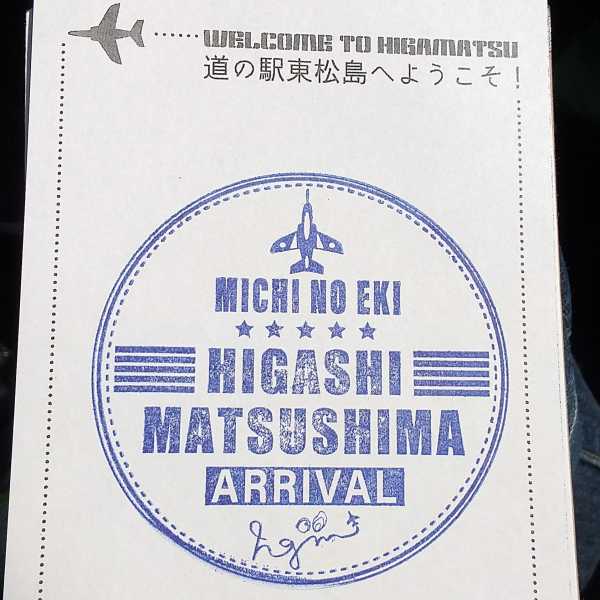 WELCOME TO HIGAMATSU
道の駅東松島へようこそ!
MICHI NO EKI
HIGASHI
MATSUSHIMA
ARRIVAL